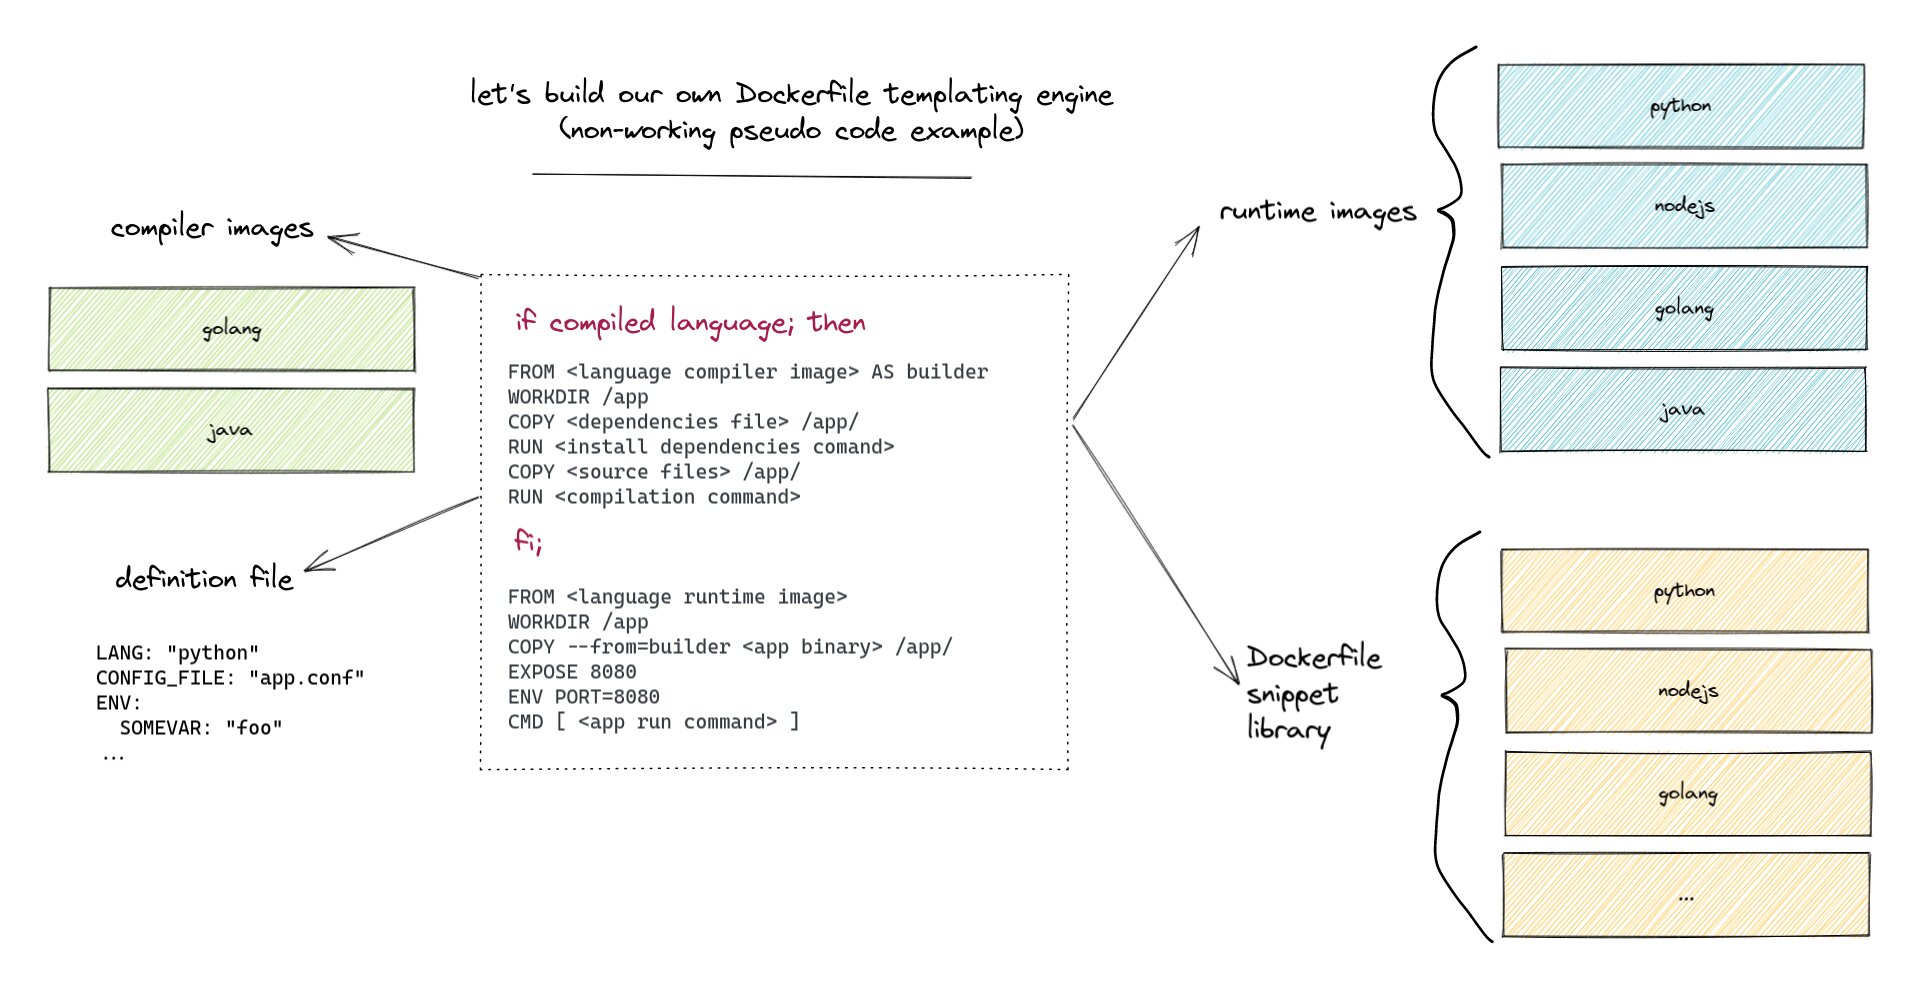 let's build our own Dockerfile templating engine
(non-working pseudo code example)
compiler images
golang
java
definition file
LANG: "python"
CONFIG_FILE: "app.conf"
ENV:
  SOMEVAR: "foo"
...
if compiled language; then
FROM <language compiler image> AS builder
WORKDIR /app
COPY <dependencies file> /app/
RUN <install dependencies comand>
COPY <source files> /app/
RUN <compilation command>
fi;
FROM <language runtime image>
WORKDIR /app
COPY --from=builder <app binary> /app/
EXPOSE 8080
ENV PORT=8080
CMD [ <app run command> ]
runtime images
python
nodejs
golang
java
Dockerfile
snippet
library
python
nodejs
golang
...